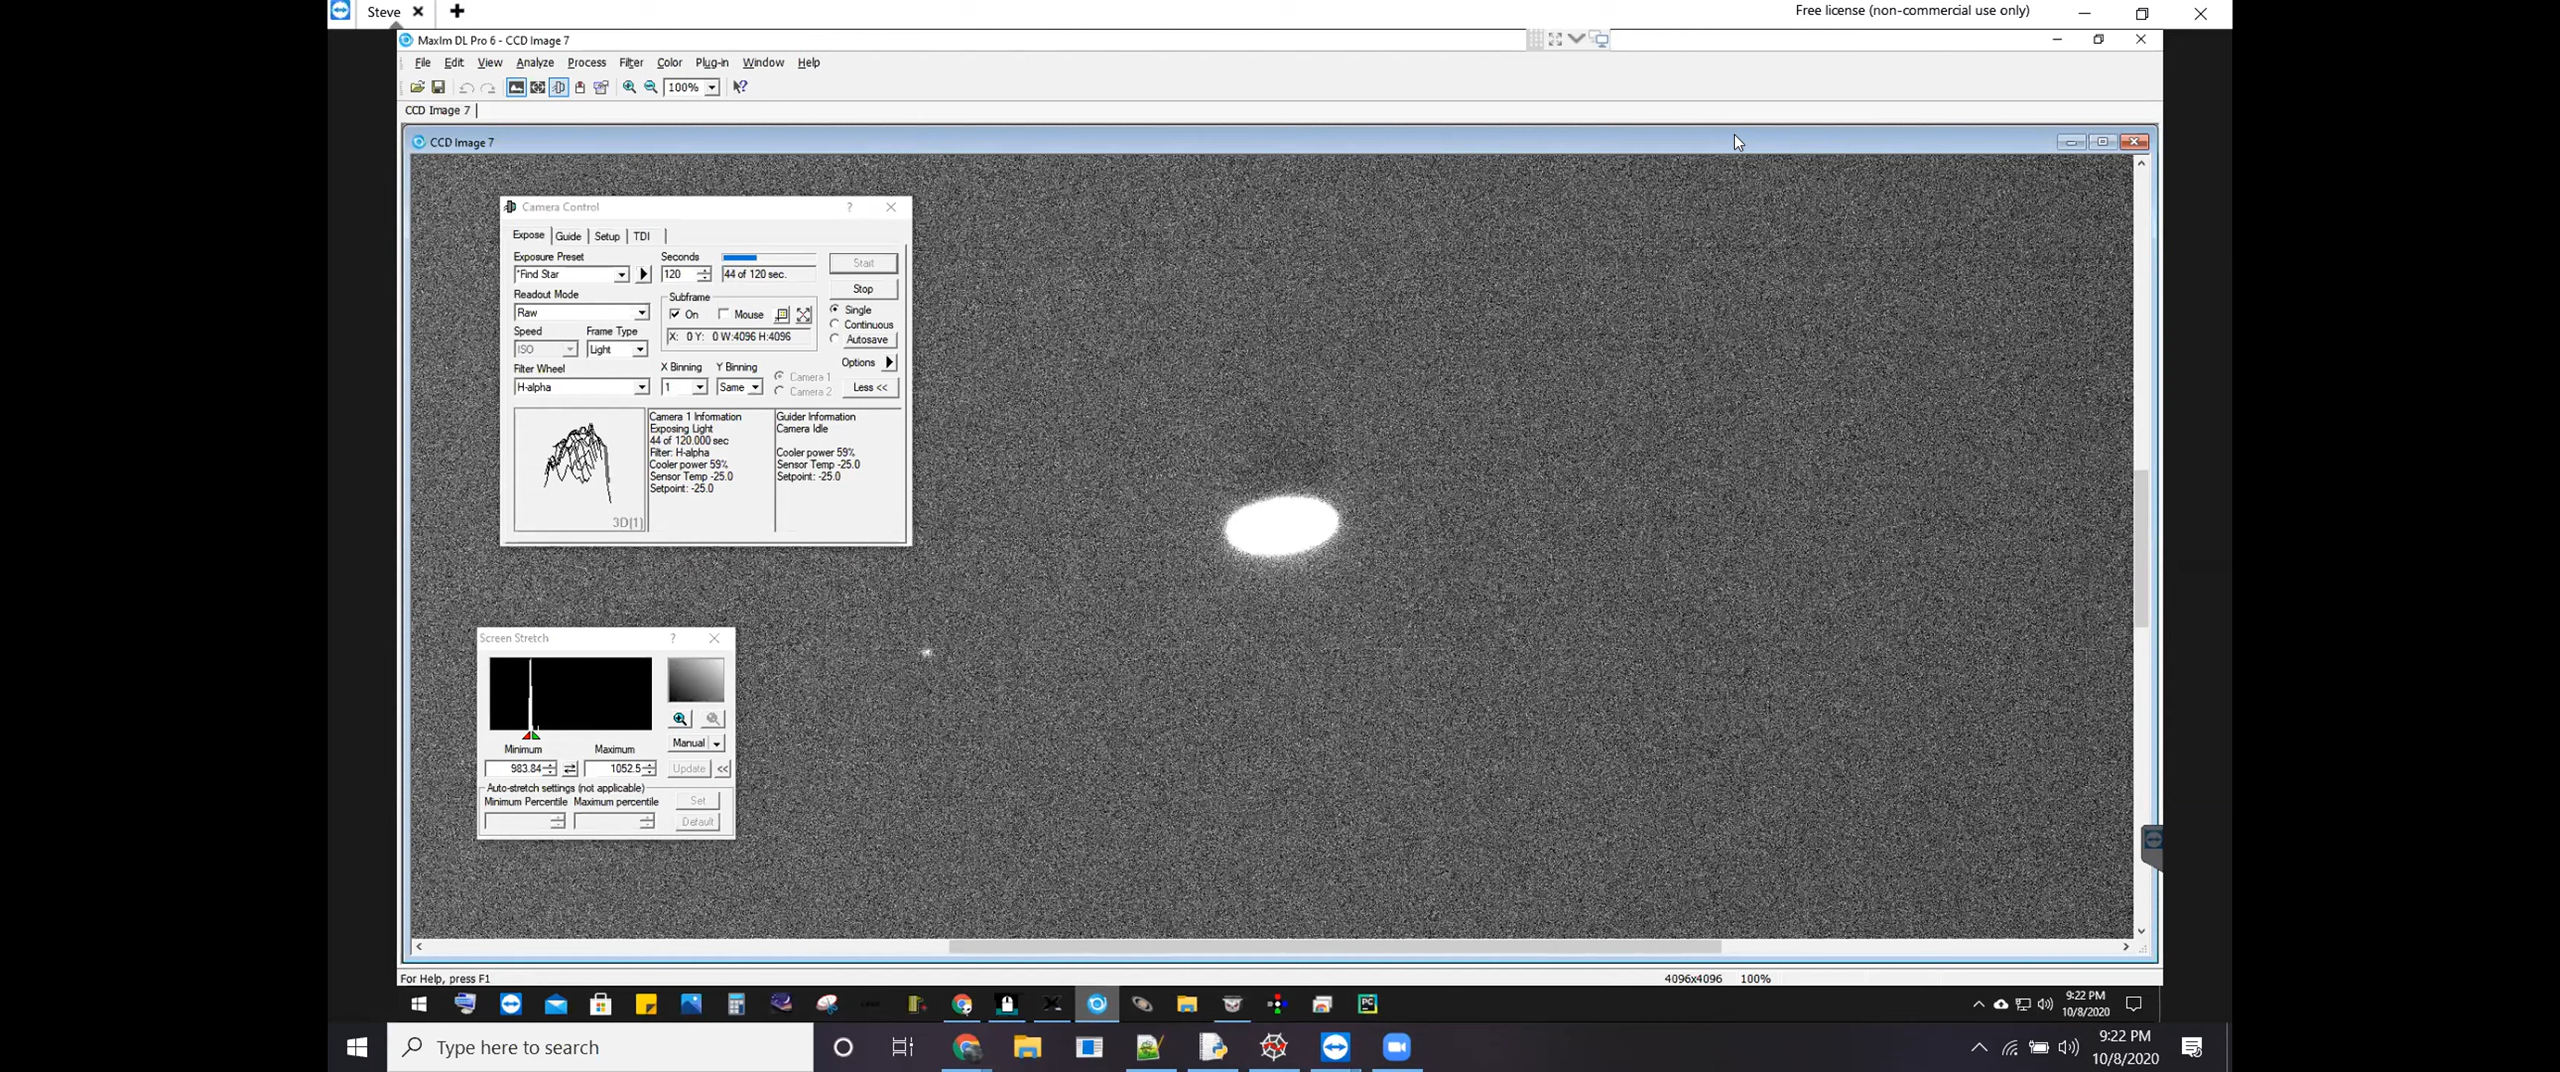 Steve
Free license (non-commercial use only)
MaxIm DL Pro 6 - CCD Image 7
File Edit View Analyze Process Filter Color Plug-in Window Help
100%
CCD Image 7
CCD Image 7
Camera Control
Expose Guide Setup TDI
Exposure Preset
*Find Star
Seconds
120
44 of 120 sec.
Start
Stop
Readout Mode
Raw
Subframe
On Mouse
X: 0 Y: 0 W:4096 H:4096
Single
Continuous
Autosave
Speed
ISO
Frame Type
Light
Options
Filter Wheel
H-alpha
X Binning
1
Y Binning
Same
Camera 1
Camera 2
Less <<
3D(1)
Camera 1 Information
Exposing Light
44 of 120.000 sec
Filter: H-alpha
Cooler power 59%
Sensor Temp -25.0
Setpoint: -25.0
Guider Information
Camera Idle
Cooler power 59%
Sensor Temp -25.0
Setpoint: -25.0
Screen Stretch
Minimum
Maximum
Manual
983.84
1052.5
Update <<
Auto-stretch settings (not applicable)
Minimum Percentile Maximum percentile
Set
Default
For Help, press F1
4096x4096 100%
9:22 PM
10/8/2020
Type here to search
9:22 PM
10/8/2020